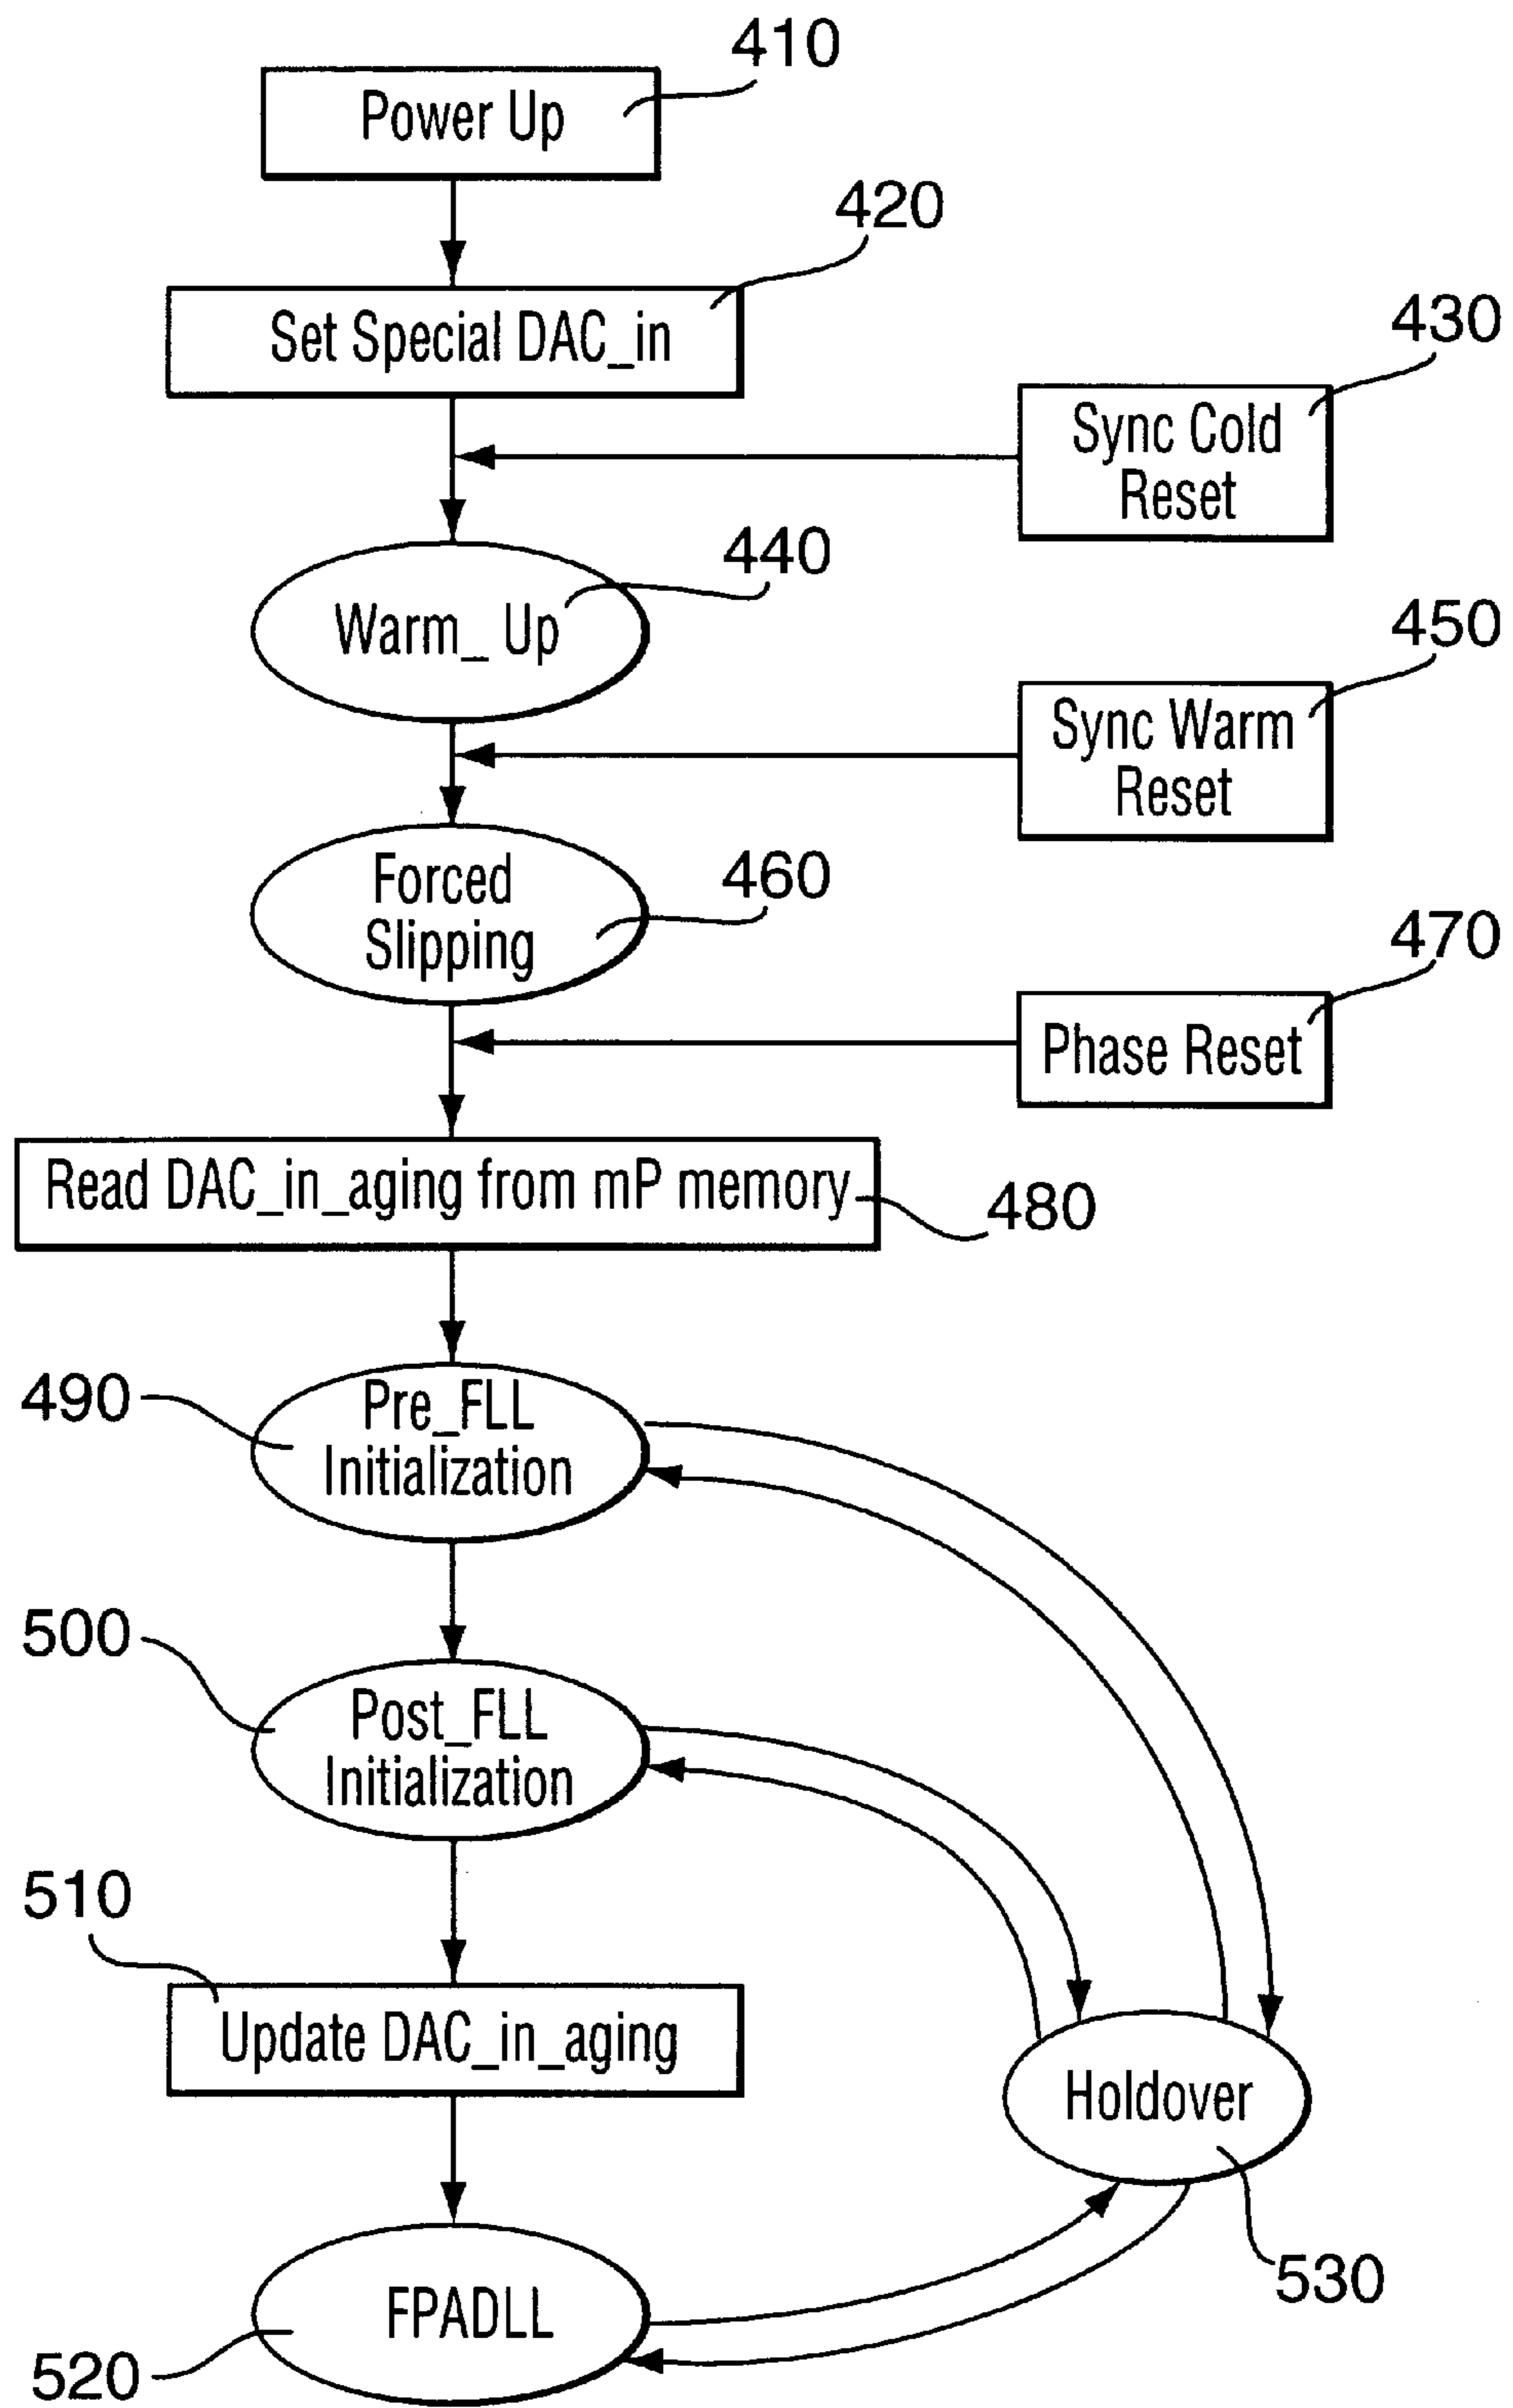 410
Power Up
420
Set Special DAC_in
430
Sync Cold
Reset
440
Warm_ Up
450
Sync Warm
Reset
Forced
Slipping
460
470
Phase Reset
Read DAC_in_aging from mP memory
480
490
Pre_FLL
Initialization
500
Post_FLL
Initialization
510
Update DAC_in_aging
Holdover
530
FPADLL
520